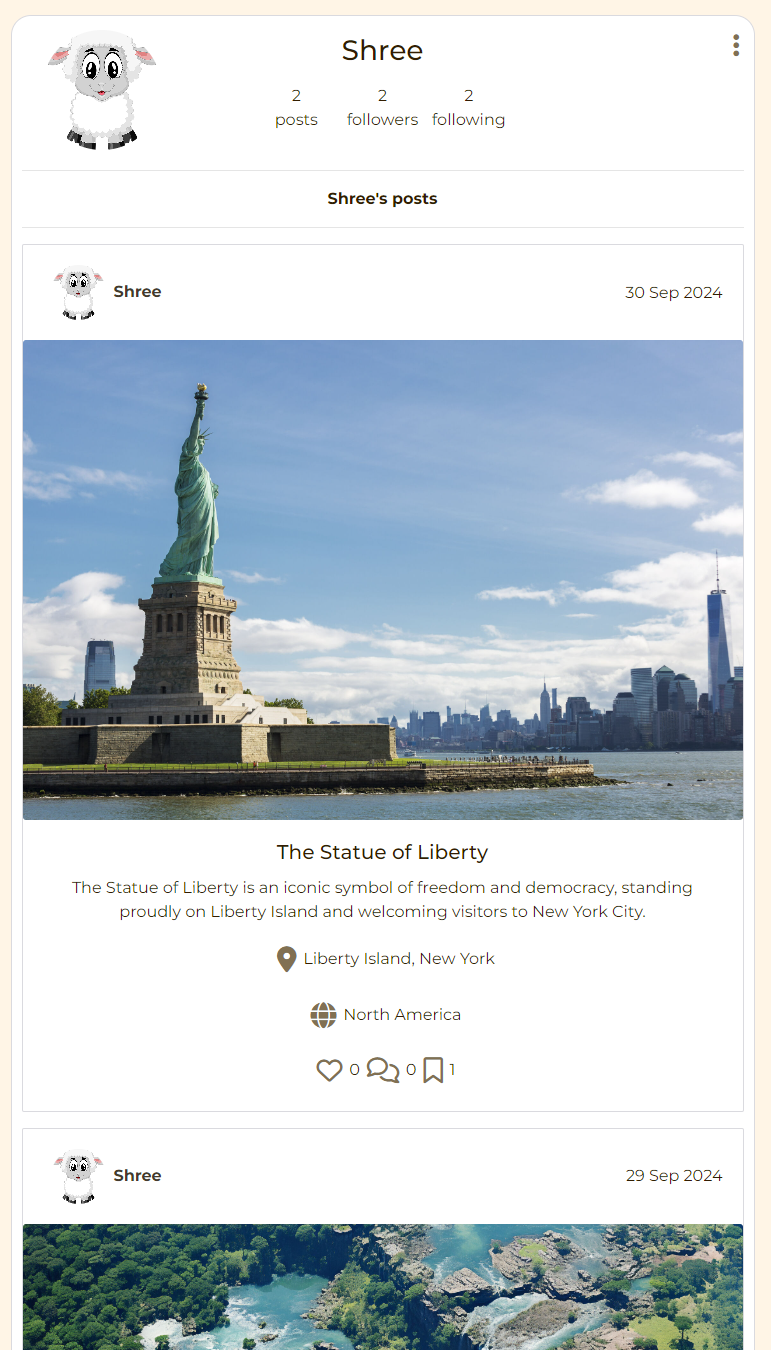 Shree
2 2 2
posts followers following
Shree's posts
Shree 30 Sep 2024
The Statue of Liberty
The Statue of Liberty is an iconic symbol of freedom and democracy, standing
proudly on Liberty Island and welcoming visitors to New York City.
Liberty Island, New York
North America
0 0 1
Shree 29 Sep 2024